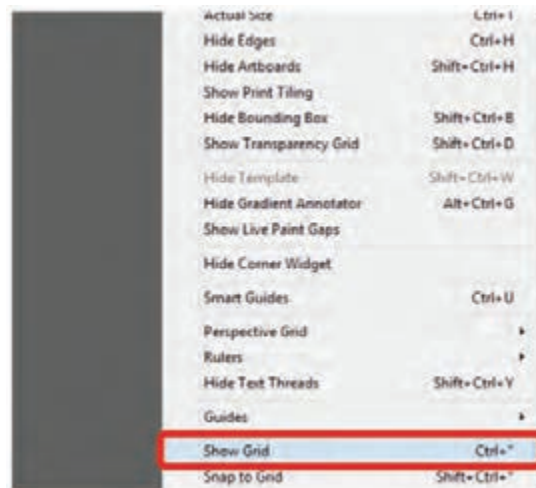 Actual Size Ctrl+1
Hide Edges Ctrl+H
Hide Artboards Shift+Ctrl+H
Show Print Tiling
Hide Bounding Box Shift+Ctrl+B
Show Transparency Grid Shift+Ctrl+D
Hide Template Shift+Ctrl+W
Hide Gradient Annotator Alt+Ctrl+G
Show Live Paint Gaps
Hide Corner Widget
Smart Guides Ctrl+U
Perspective Grid
Rulers
Hide Text Threads Shift+Ctrl+Y
Guides
Show Grid Ctrl+"
Snap to Grid Shift+Ctrl+"